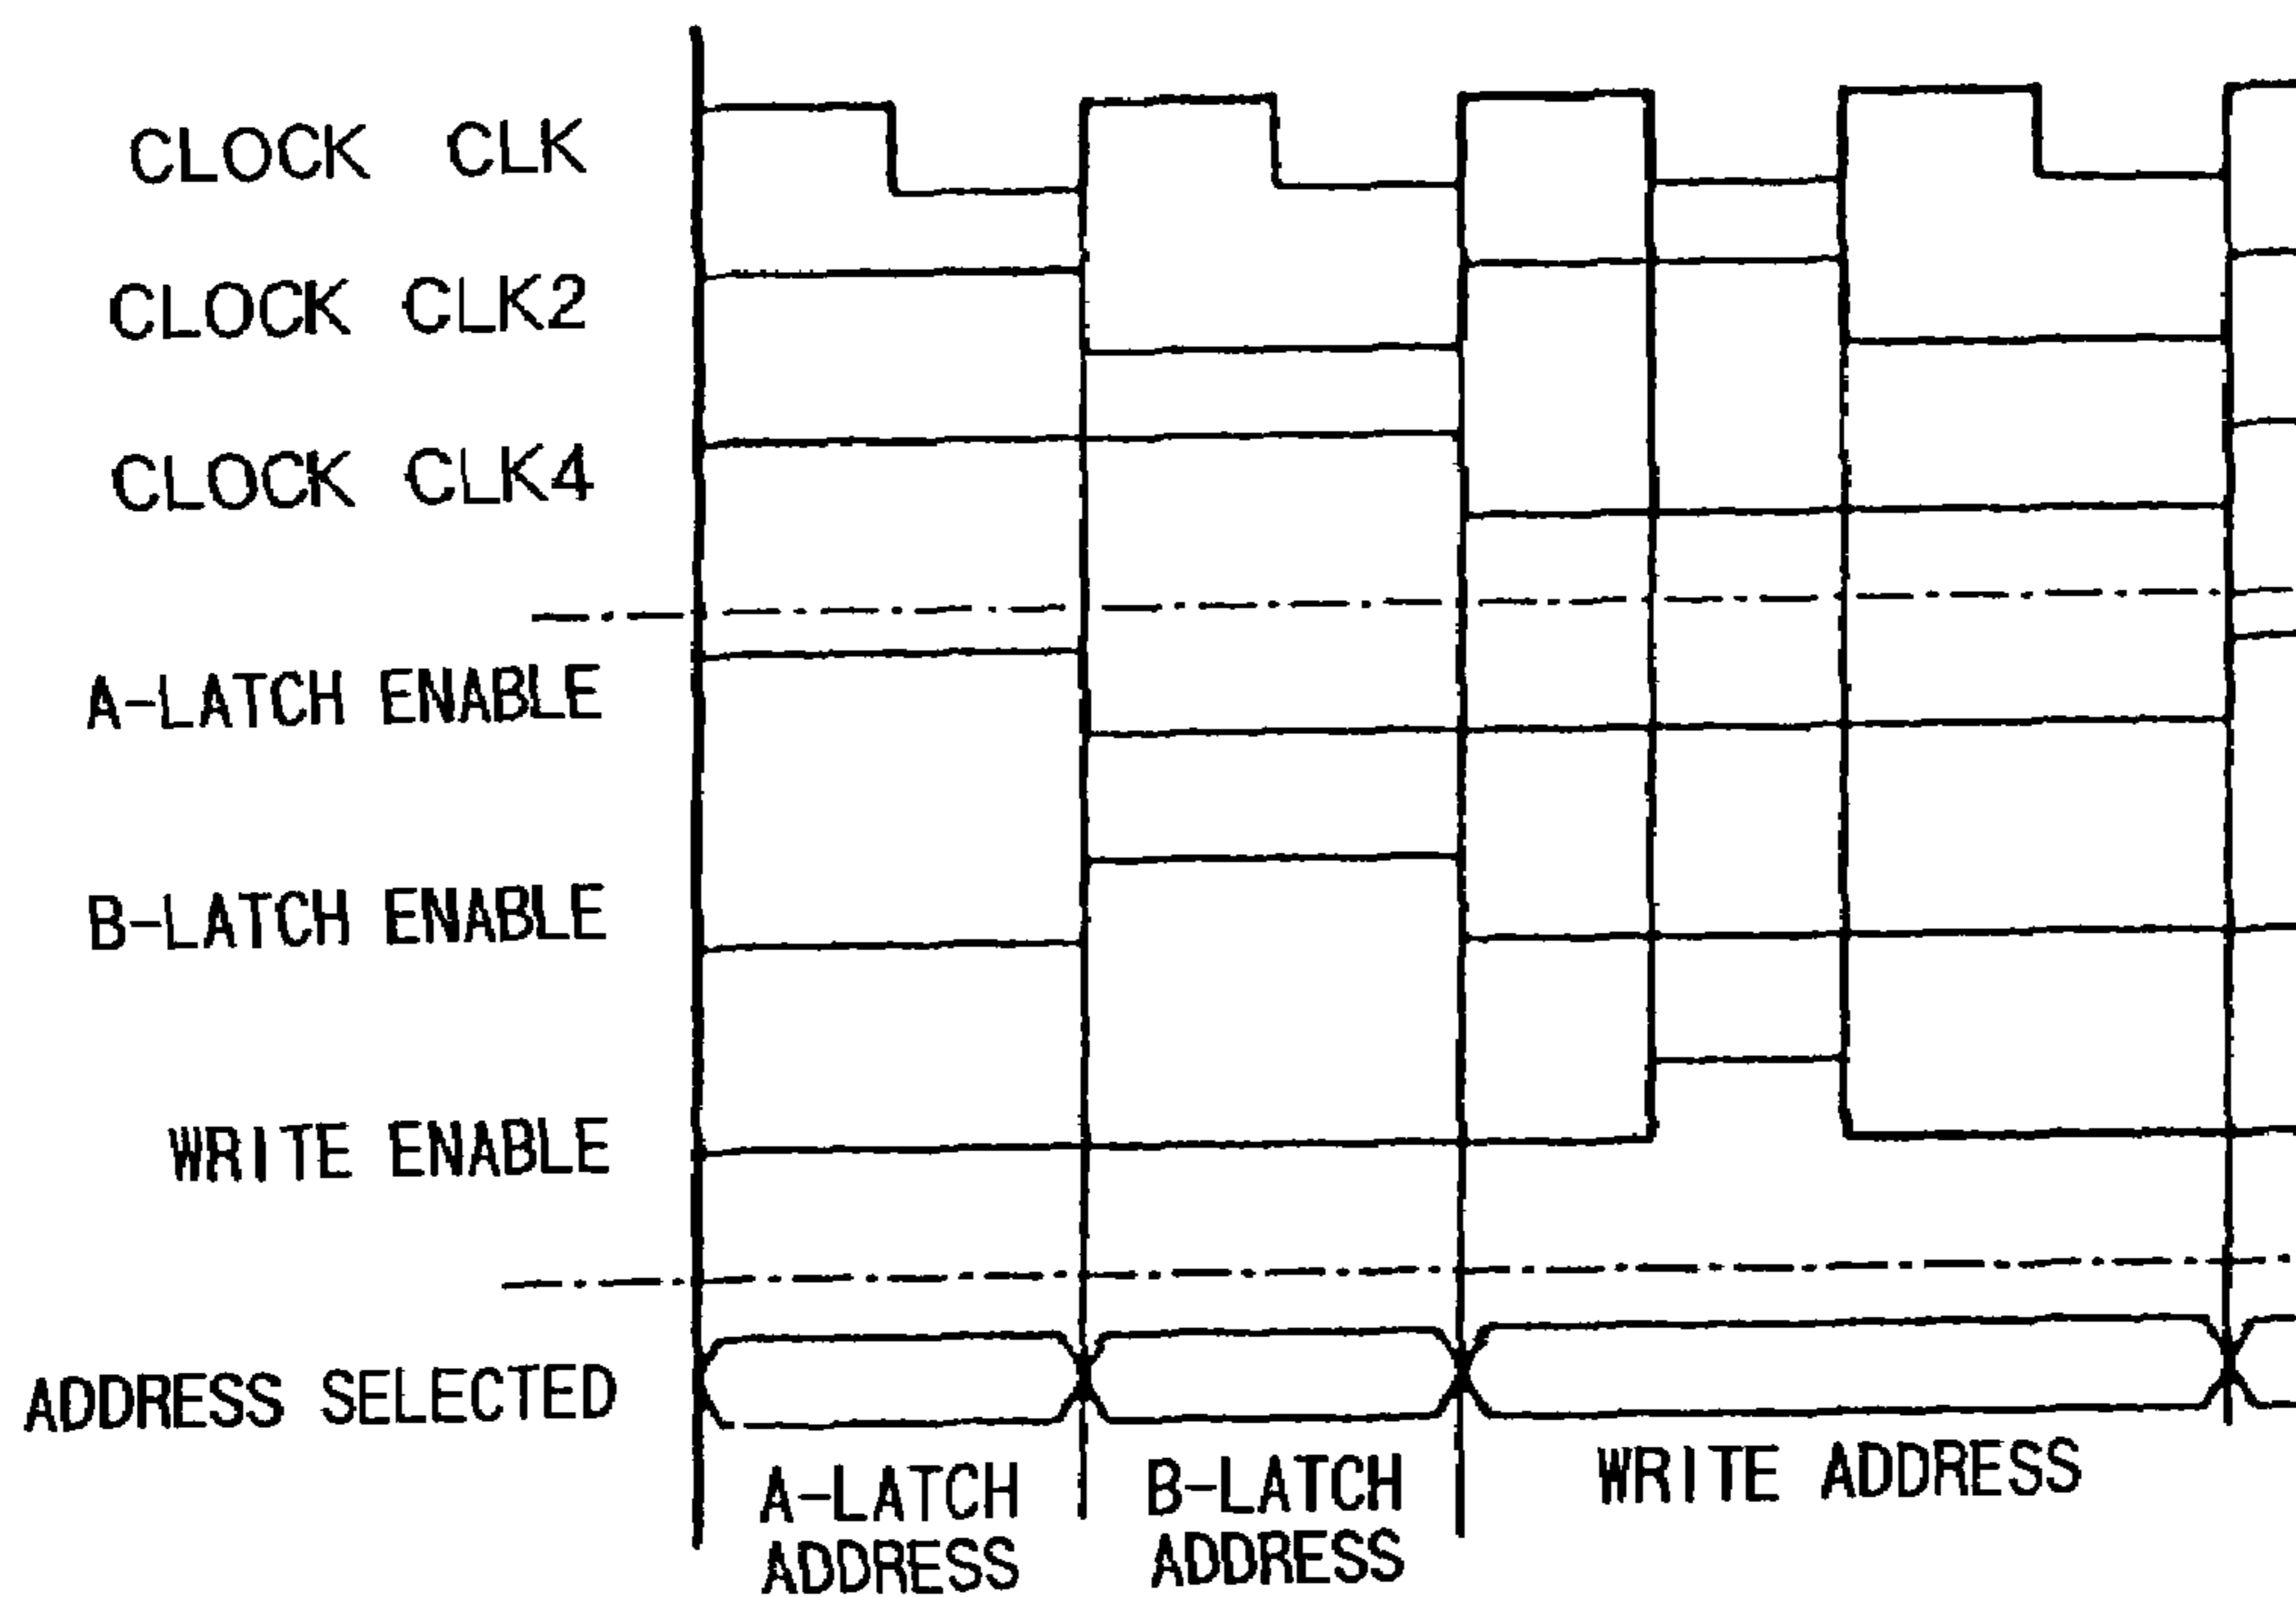 CLOCK CLK
CLOCK CLK2
CLOCK CLK4
A-LATCH ENABLE
B-LATCH ENABLE
WRITE ENABLE
ADDRESS SELECTED
A-LATCH
ADDRESS
B-LATCH
ADDRESS
WRITE ADDRESS